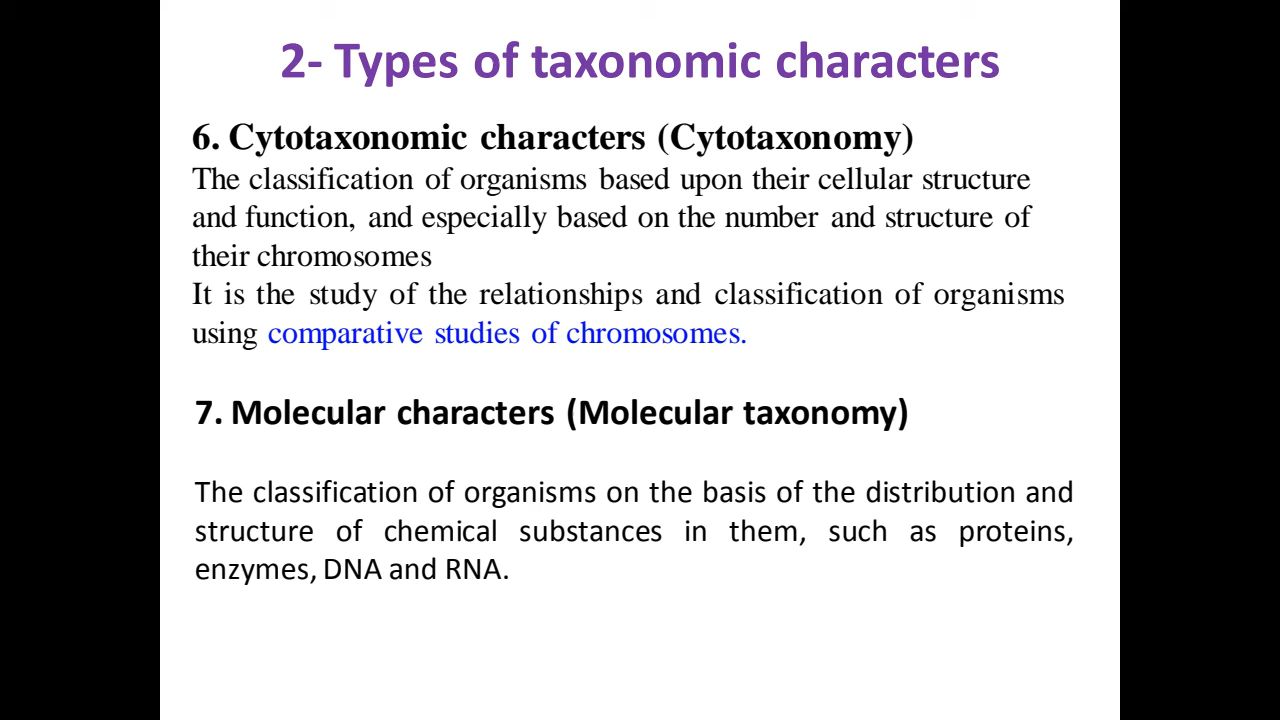 2- Types of taxonomic characters
6. Cytotaxonomic characters (Cytotaxonomy)
The classification of organisms based upon their cellular structure
and function, and especially based on the number and structure of
their chromosomes
It is the study of the relationships and classification of organisms
using comparative studies of chromosomes.
7. Molecular characters (Molecular taxonomy)
The classification of organisms on the basis of the distribution and
structure of chemical substances in them, such as proteins,
enzymes, DNA and RNA.